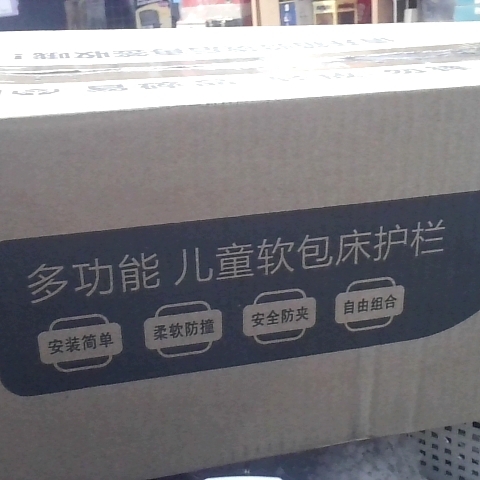 多功能 儿童软包床护栏
安装简单 柔软防撞 安全防夹 自由组合